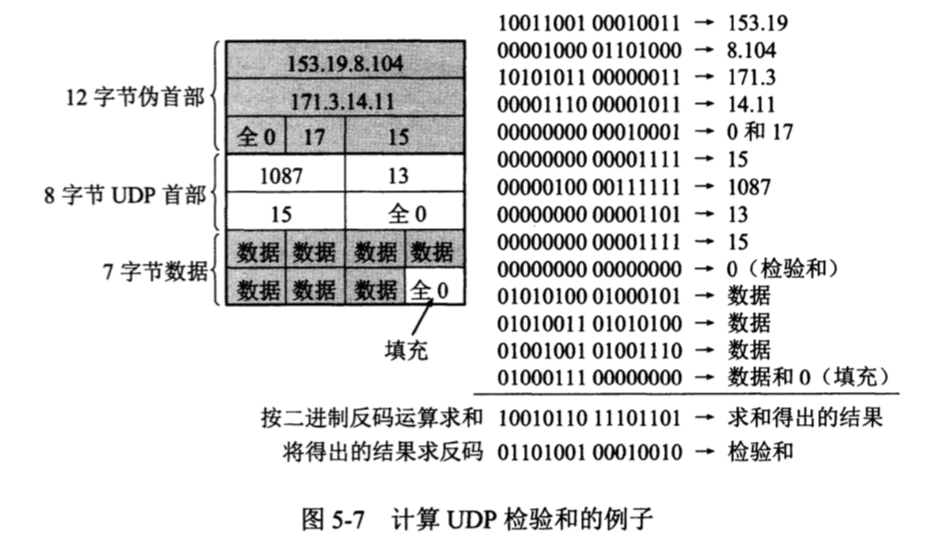 12 字节伪首部
153.19.8.104
171.3.14.11
全 0 17 15
8 字节 UDP 首部
1087 13
15 全 0
7 字节数据
数据 数据 数据 数据
数据 数据 数据 全 0
填充
10011001 00010011 → 153.19
00001000 01101000 → 8.104
10101011 00000011 → 171.3
00001110 00001011 → 14.11
00000000 00010001 → 0 和 17
00000000 00001111 → 15
00000100 00111111 → 1087
00000000 00001101 → 13
00000000 00001111 → 15
00000000 00000000 → 0（检验和）
01010100 01000101 → 数据
01010011 01010100 → 数据
01001001 01001110 → 数据
01000111 00000000 → 数据和 0（填充）
按二进制反码运算求和 10010110 11101101 → 求和得出的结果
将得出的结果求反码 01101001 00010010 → 检验和
图 5-7 计算 UDP 检验和的例子